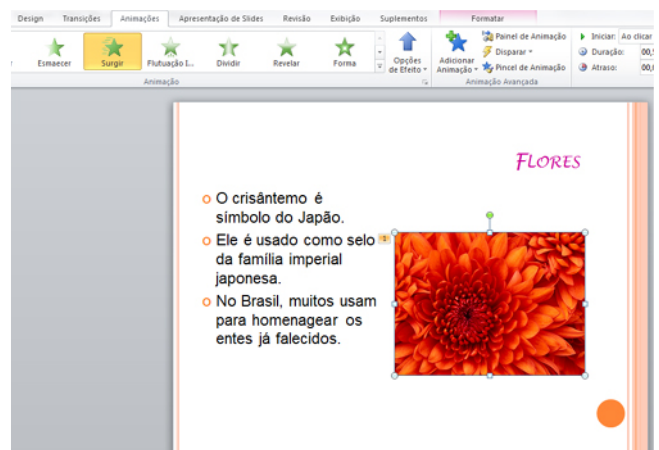 Design Transições Animações Apresentação de Slides Revisão Exibição Suplementos Formatar
Esmaecer Surgir Flutuação I... Dividir Revelar Forma
Opções de Efeito
Adicionar Animação
Painel de Animação
Disparar
Pincel de Animação
Iniciar: Ao clicar
Duração:
Atraso:
Animação Animação Avançada
FLORES
O crisântemo é
símbolo do Japão.
Ele é usado como selo
da família imperial
japonesa.
No Brasil, muitos usam
para homenagear os
entes já falecidos.